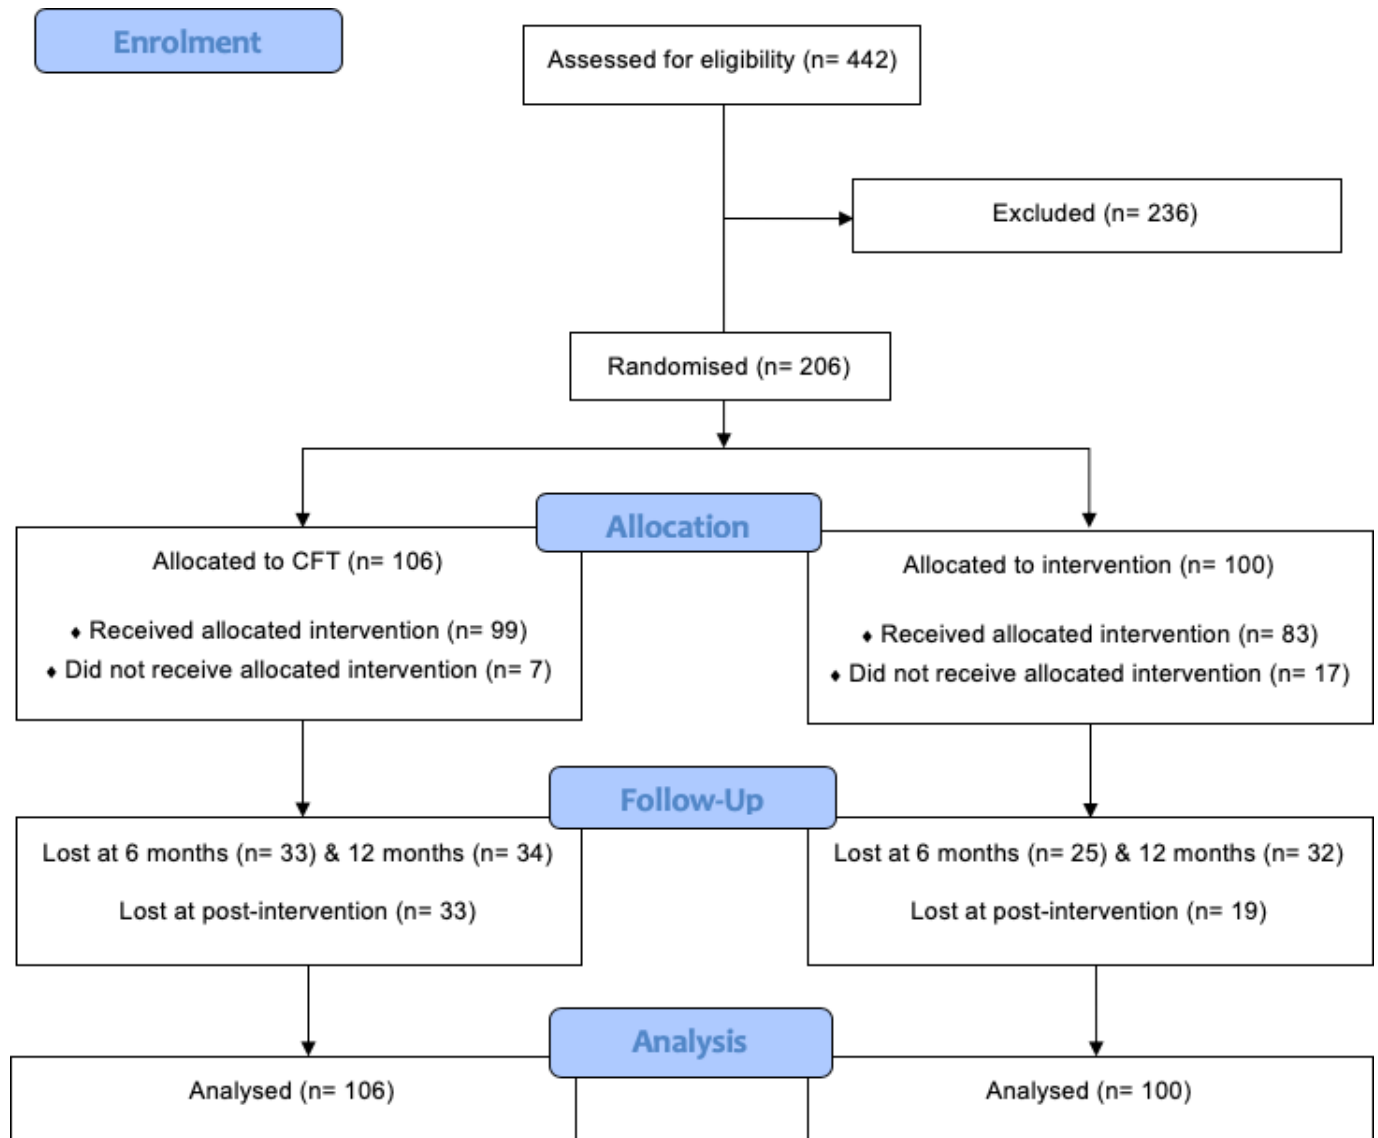 Enrolment
Assessed for eligibility (n= 442)
Excluded (n= 236)
Randomised (n= 206)
Allocation
Allocated to CFT (n= 106)
♦ Received allocated intervention (n= 99)
♦ Did not receive allocated intervention (n= 7)
Allocated to intervention (n= 100)
♦ Received allocated intervention (n= 83)
♦ Did not receive allocated intervention (n= 17)
Follow-Up
Lost at 6 months (n= 33) & 12 months (n= 34)
Lost at post-intervention (n= 33)
Lost at 6 months (n= 25) & 12 months (n= 32)
Lost at post-intervention (n= 19)
Analysis
Analysed (n= 106)
Analysed (n= 100)